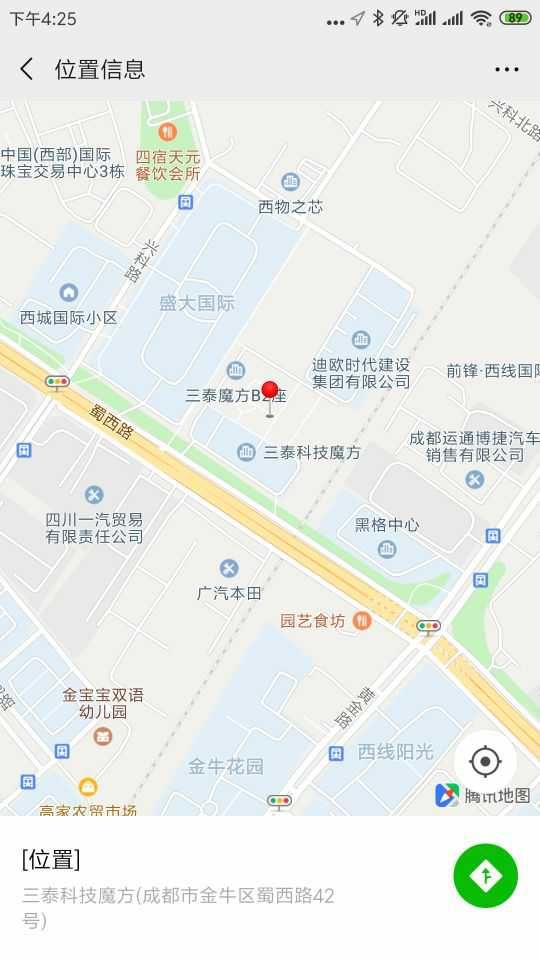 下午4:25
HD
89
位置信息
兴科北路
中国(西部)国际
珠宝交易中心3栋
四宿天元
餐饮会所
西物之芯
兴科路
盛大国际
西城国际小区
迪欧时代建设
集团有限公司
前锋·西线国际
三泰魔方B2座
蜀西路
三泰科技魔方
成都运通博捷汽车
销售有限公司
四川一汽贸易
有限责任公司
黑格中心
广汽本田
园艺食坊
金宝宝双语
幼儿园
黄金路
路
西线阳光
金牛花园
高家农贸市场
腾讯地图
[位置]
三泰科技魔方(成都市金牛区蜀西路42
号)